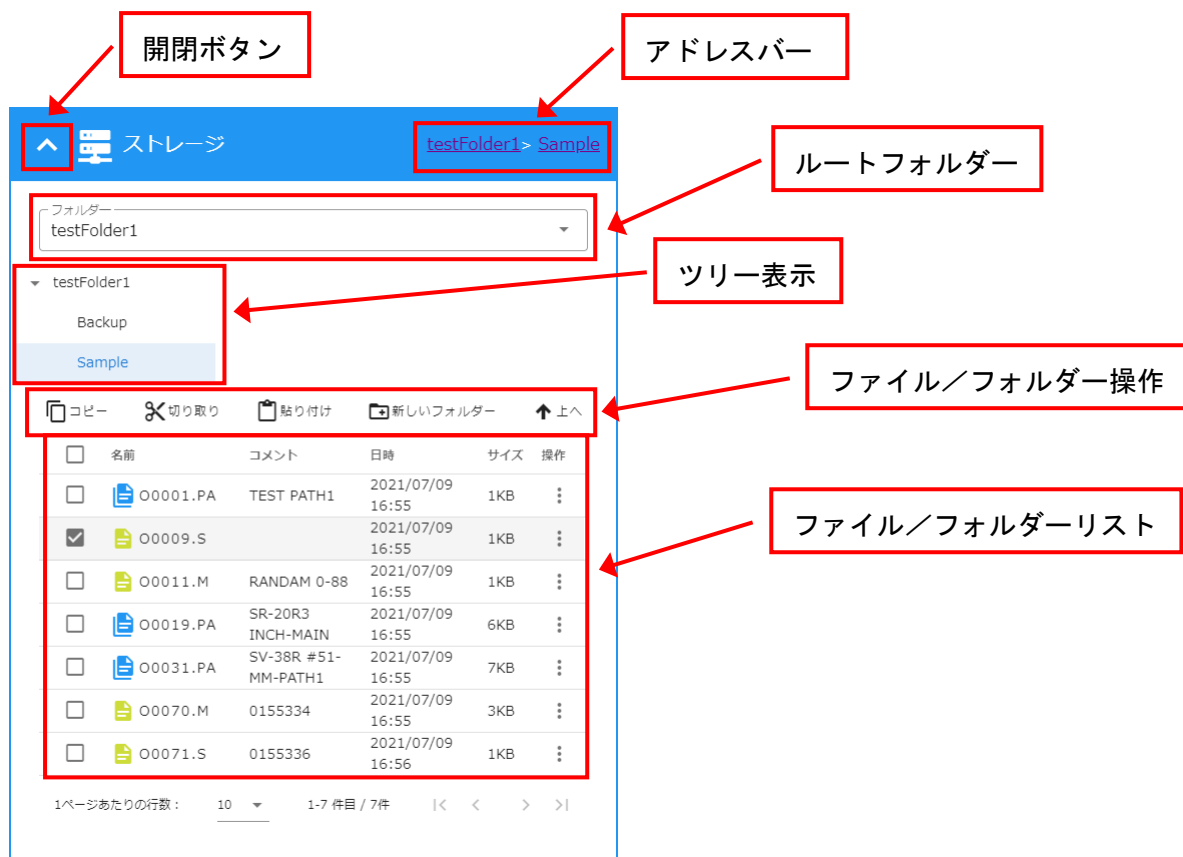 開閉ボタン
アドレスバー
ストレージ
testFolder1> Sample
ルートフォルダー
フォルダー
testFolder1
ツリー表示
testFolder1
Backup
Sample
ファイル／フォルダー操作
コピー 切り取り 貼り付け 新しいフォルダー 上へ
名前 コメント 日時 サイズ 操作
O0001.PA TEST PATH1 2021/07/09 16:55 1KB
ファイル／フォルダーリスト
O0009.S 2021/07/09 16:55 1KB
O0011.M RANDAM 0-88 2021/07/09 16:55 1KB
O0019.PA SR-20R3 INCH-MAIN 2021/07/09 16:55 6KB
O0031.PA SV-38R #51-MM-PATH1 2021/07/09 16:55 7KB
O0070.M 0155334 2021/07/09 16:55 3KB
O0071.S 0155336 2021/07/09 16:56 1KB
1ページあたりの行数： 10 1-7 件目 / 7件